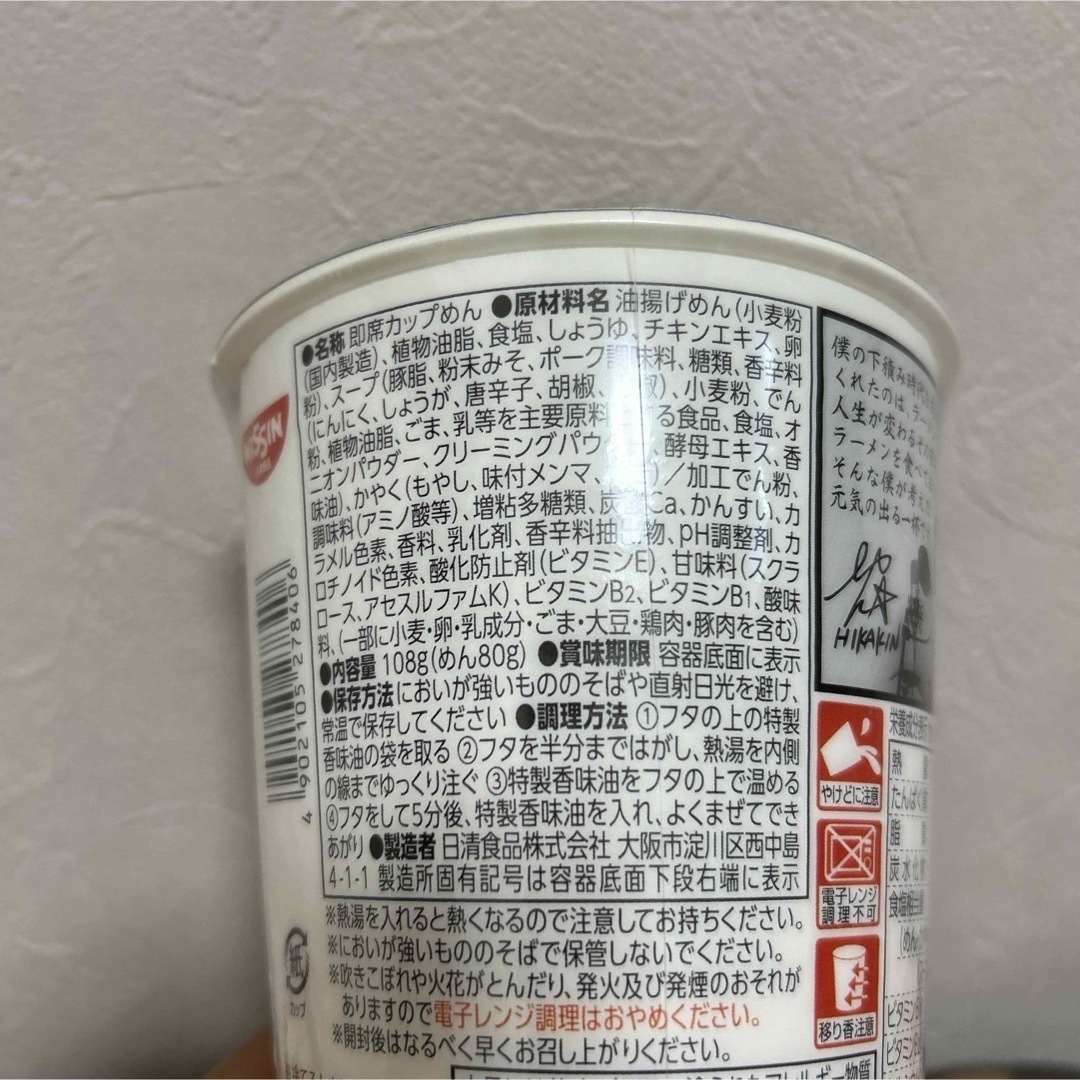 ●名称 即席カップめん ●原材料名 油揚げめん(小麦粉
(国内製造)、植物油脂、食塩、しょうゆ、チキンエキス、卵
粉)、スープ(豚脂、粉末みそ、ポーク調味料、糖類、香辛料
(にんにく、しょうが、唐辛子、胡椒、
)、小麦粉、でん
粉、植物油脂、ごま、乳等を主要原料
する食品、食塩、オ
ニオンパウダー、クリーミングパウ
、酵母エキス、香
味油)、かやく(もやし、味付メンマ、
)/加工でん粉、
調味料(アミノ酸等)、増粘多糖類、炭酸Ca、かんすい、カ
ラメル色素、香料、乳化剤、香辛料抽出物、pH調整剤、カ
ロチノイド色素、酸化防止剤(ビタミンE)、甘味料(スクラ
ロース、アセスルファムK)、ビタミンB2、ビタミンB1、酸味
料、(一部に小麦・卵・乳成分・ごま・大豆・鶏肉・豚肉を含む)
●内容量 108g(めん80g) ●賞味期限 容器底面に表示
●保存方法 においが強いもののそばや直射日光を避け、
常温で保存してください ●調理方法 ①フタの上の特製
香味油の袋を取る ②フタを半分まではがし、熱湯を内側
の線までゆっくり注ぐ ③特製香味油をフタの上で温める
④フタをして5分後、特製香味油を入れ、よくまぜてでき
あがり ●製造者 日清食品株式会社 大阪市淀川区西中島
4-1-1 製造所固有記号は容器底面下段右端に表示
※熱湯を入れると熱くなるので注意してお持ちください。
※においが強いもののそばで保管しないでください。
※吹きこぼれや火花がとんだり、発火及び発煙のおそれが
ありますので電子レンジ調理はおやめください。
※開封後はなるべく早くお召し上がりください。
NISSIN
4 902105 278406
紙
カップ
僕の下積み時代
くれたのは、ラー
人生が変わるその
ラーメンを食べて
そんな僕が考え
元気の出る一杯
HIKAKIN
やけどに注意
電子レンジ
調理不可
移り香注意
栄養成分表示
熱
たんぱく
脂
炭水化
食塩相当
(めん
ビタミン
ビタミン